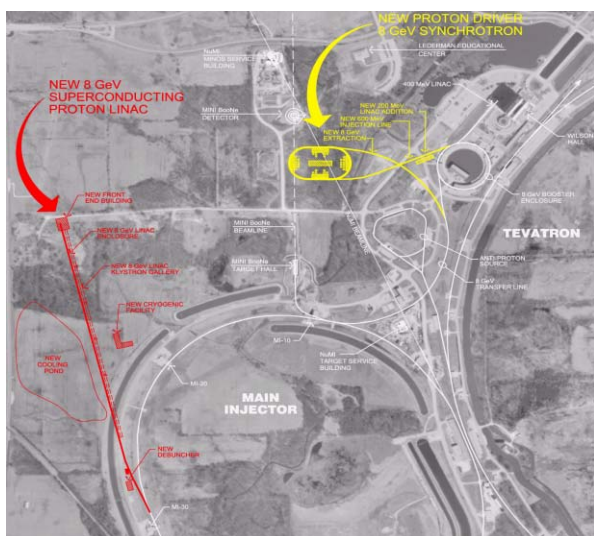 NEW PROTON DRIVER
8 GeV SYNCHROTRON
NuMI
MINOS SERVICE
BUILDING
LEDERMAN EDUCATIONAL
CENTER
400 MeV LINAC
NEW 8 GeV
SUPERCONDUCTING
PROTON LINAC
MINI BooNe
DETECTOR
NEW 200 MeV
LINAC ADDITION
NEW 600 MeV
INJECTION LINE
NEW 8 GeV
EXTRACTION
WILSON
HALL
NEW FRONT
END BUILDING
8 GeV BOOSTER
ENCLOSURE
NEW 8 GeV LINAC
ENCLOSURE
MINI BooNe
BEAMLINE
TEVATRON
NEW 8 GeV LINAC
KLYSTRON GALLERY
MINI BooNe
TARGET HALL
ANTI-PROTON
SOURCE
8 GeV
TRANSFER LINE
NEW CRYOGENIC
FACILITY
NEW
COOLING
POND
MI-10
NuMI
TARGET SERVICE
BUILDING
MI-20
MAIN
INJECTOR
NEW
DEBUNCHER
MI-30